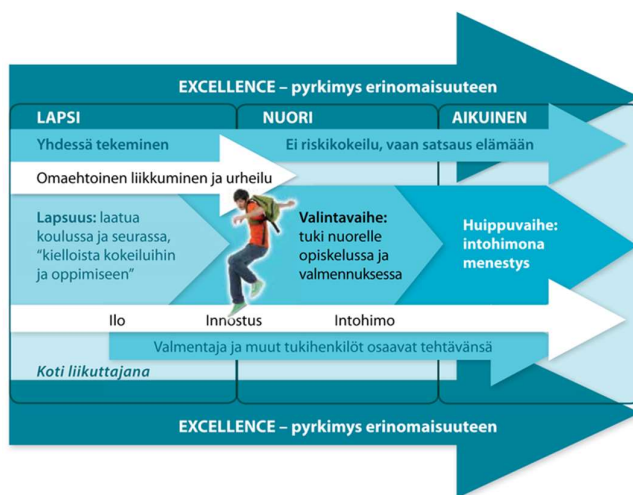 EXCELLENCE – pyrkimys erinomaisuuteen
LAPSI
NUORI
AIKUINEN
Yhdessä tekeminen
Ei riskikokeilu, vaan satsaus elämään
Omaehtoinen liikkuminen ja urheilu
Lapsuus: laatua
koulussa ja seurassa,
“kielloista kokeiluihin
ja oppimiseen”
Valintavaihe:
tuki nuorelle
opiskelussa ja
valmennuksessa
Huippuvaihe:
intohimona
menestys
Ilo
Innostus
Intohimo
Valmentaja ja muut tukihenkilöt osaavat tehtävänsä
Koti liikuttajana
EXCELLENCE – pyrkimys erinomaisuuteen